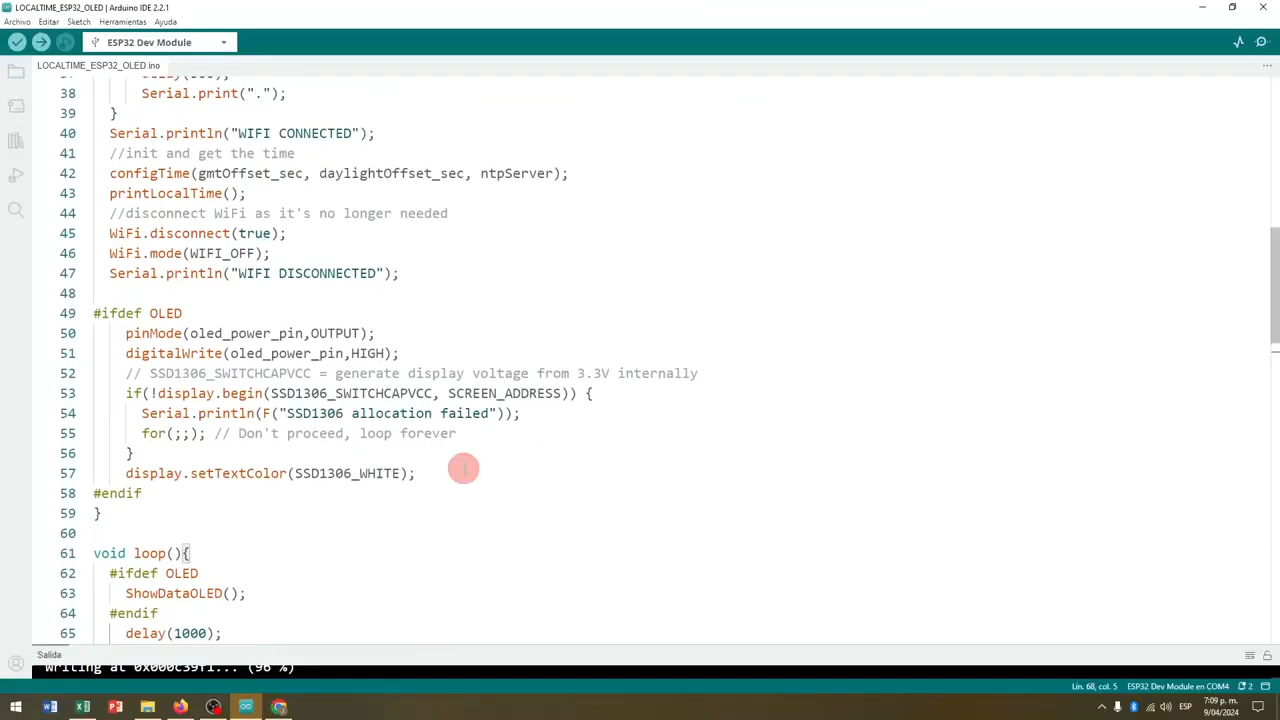 LOCALTIME_ESP32_OLED | Arduino IDE 2.2.1
Archivo Editar Sketch Herramientas Ayuda
ESP32 Dev Module
LOCALTIME_ESP32_OLED.ino
38 Serial.print(".");
39 }
40 Serial.println("WIFI CONNECTED");
41 //init and get the time
42 configTime(gmtOffset_sec, daylightOffset_sec, ntpServer);
43 printLocalTime();
44 //disconnect WiFi as it's no longer needed
45 WiFi.disconnect(true);
46 WiFi.mode(WIFI_OFF);
47 Serial.println("WIFI DISCONNECTED");
48
49 #ifdef OLED
50 pinMode(oled_power_pin,OUTPUT);
51 digitalWrite(oled_power_pin,HIGH);
52 // SSD1306_SWITCHCAPVCC = generate display voltage from 3.3V internally
53 if(!display.begin(SSD1306_SWITCHCAPVCC, SCREEN_ADDRESS)) {
54 Serial.println(F("SSD1306 allocation failed"));
55 for(;;); // Don't proceed, loop forever
56 }
57 display.setTextColor(SSD1306_WHITE);
58 #endif
59 }
60
61 void loop(){
62 #ifdef OLED
63 ShowDataOLED();
64 #endif
65 delay(1000);
Salida
Writing at 0x000c39f1... (96 %)
Lín. 68, col. 5 ESP32 Dev Module en COM4 2
ESP 7:09 p. m.
9/04/2024